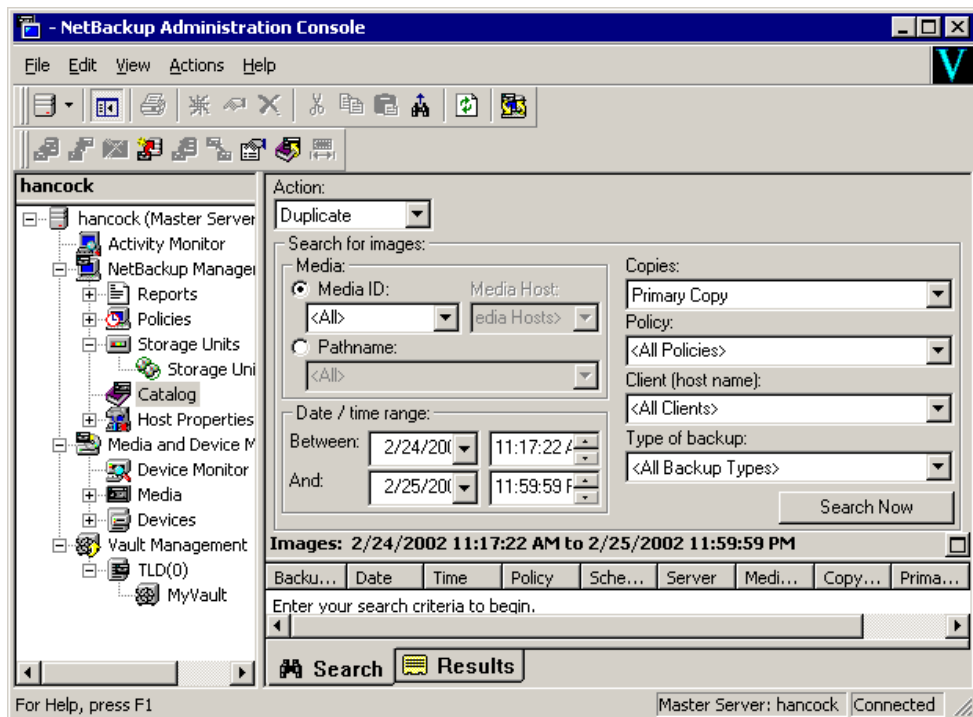 - NetBackup Administration Console
File Edit View Actions Help
V
hancock
hancock (Master Server
Activity Monitor
NetBackup Manager
Reports
Policies
Storage Units
Storage Uni
Catalog
Host Properties
Media and Device M
Device Monitor
Media
Devices
Vault Management
TLD(0)
MyVault
Action:
Duplicate
Search for images:
Media:
Media ID: Media Host:
<All> edia Hosts>
Pathname:
<All>
Date / time range:
Between: 2/24/200 11:17:22 A
And: 2/25/200 11:59:59 P
Copies:
Primary Copy
Policy:
<All Policies>
Client (host name):
<All Clients>
Type of backup:
<All Backup Types>
Search Now
Images: 2/24/2002 11:17:22 AM to 2/25/2002 11:59:59 PM
Backu... Date Time Policy Sche... Server Medi... Copy... Prima...
Enter your search criteria to begin.
Search Results
For Help, press F1
Master Server: hancock Connected